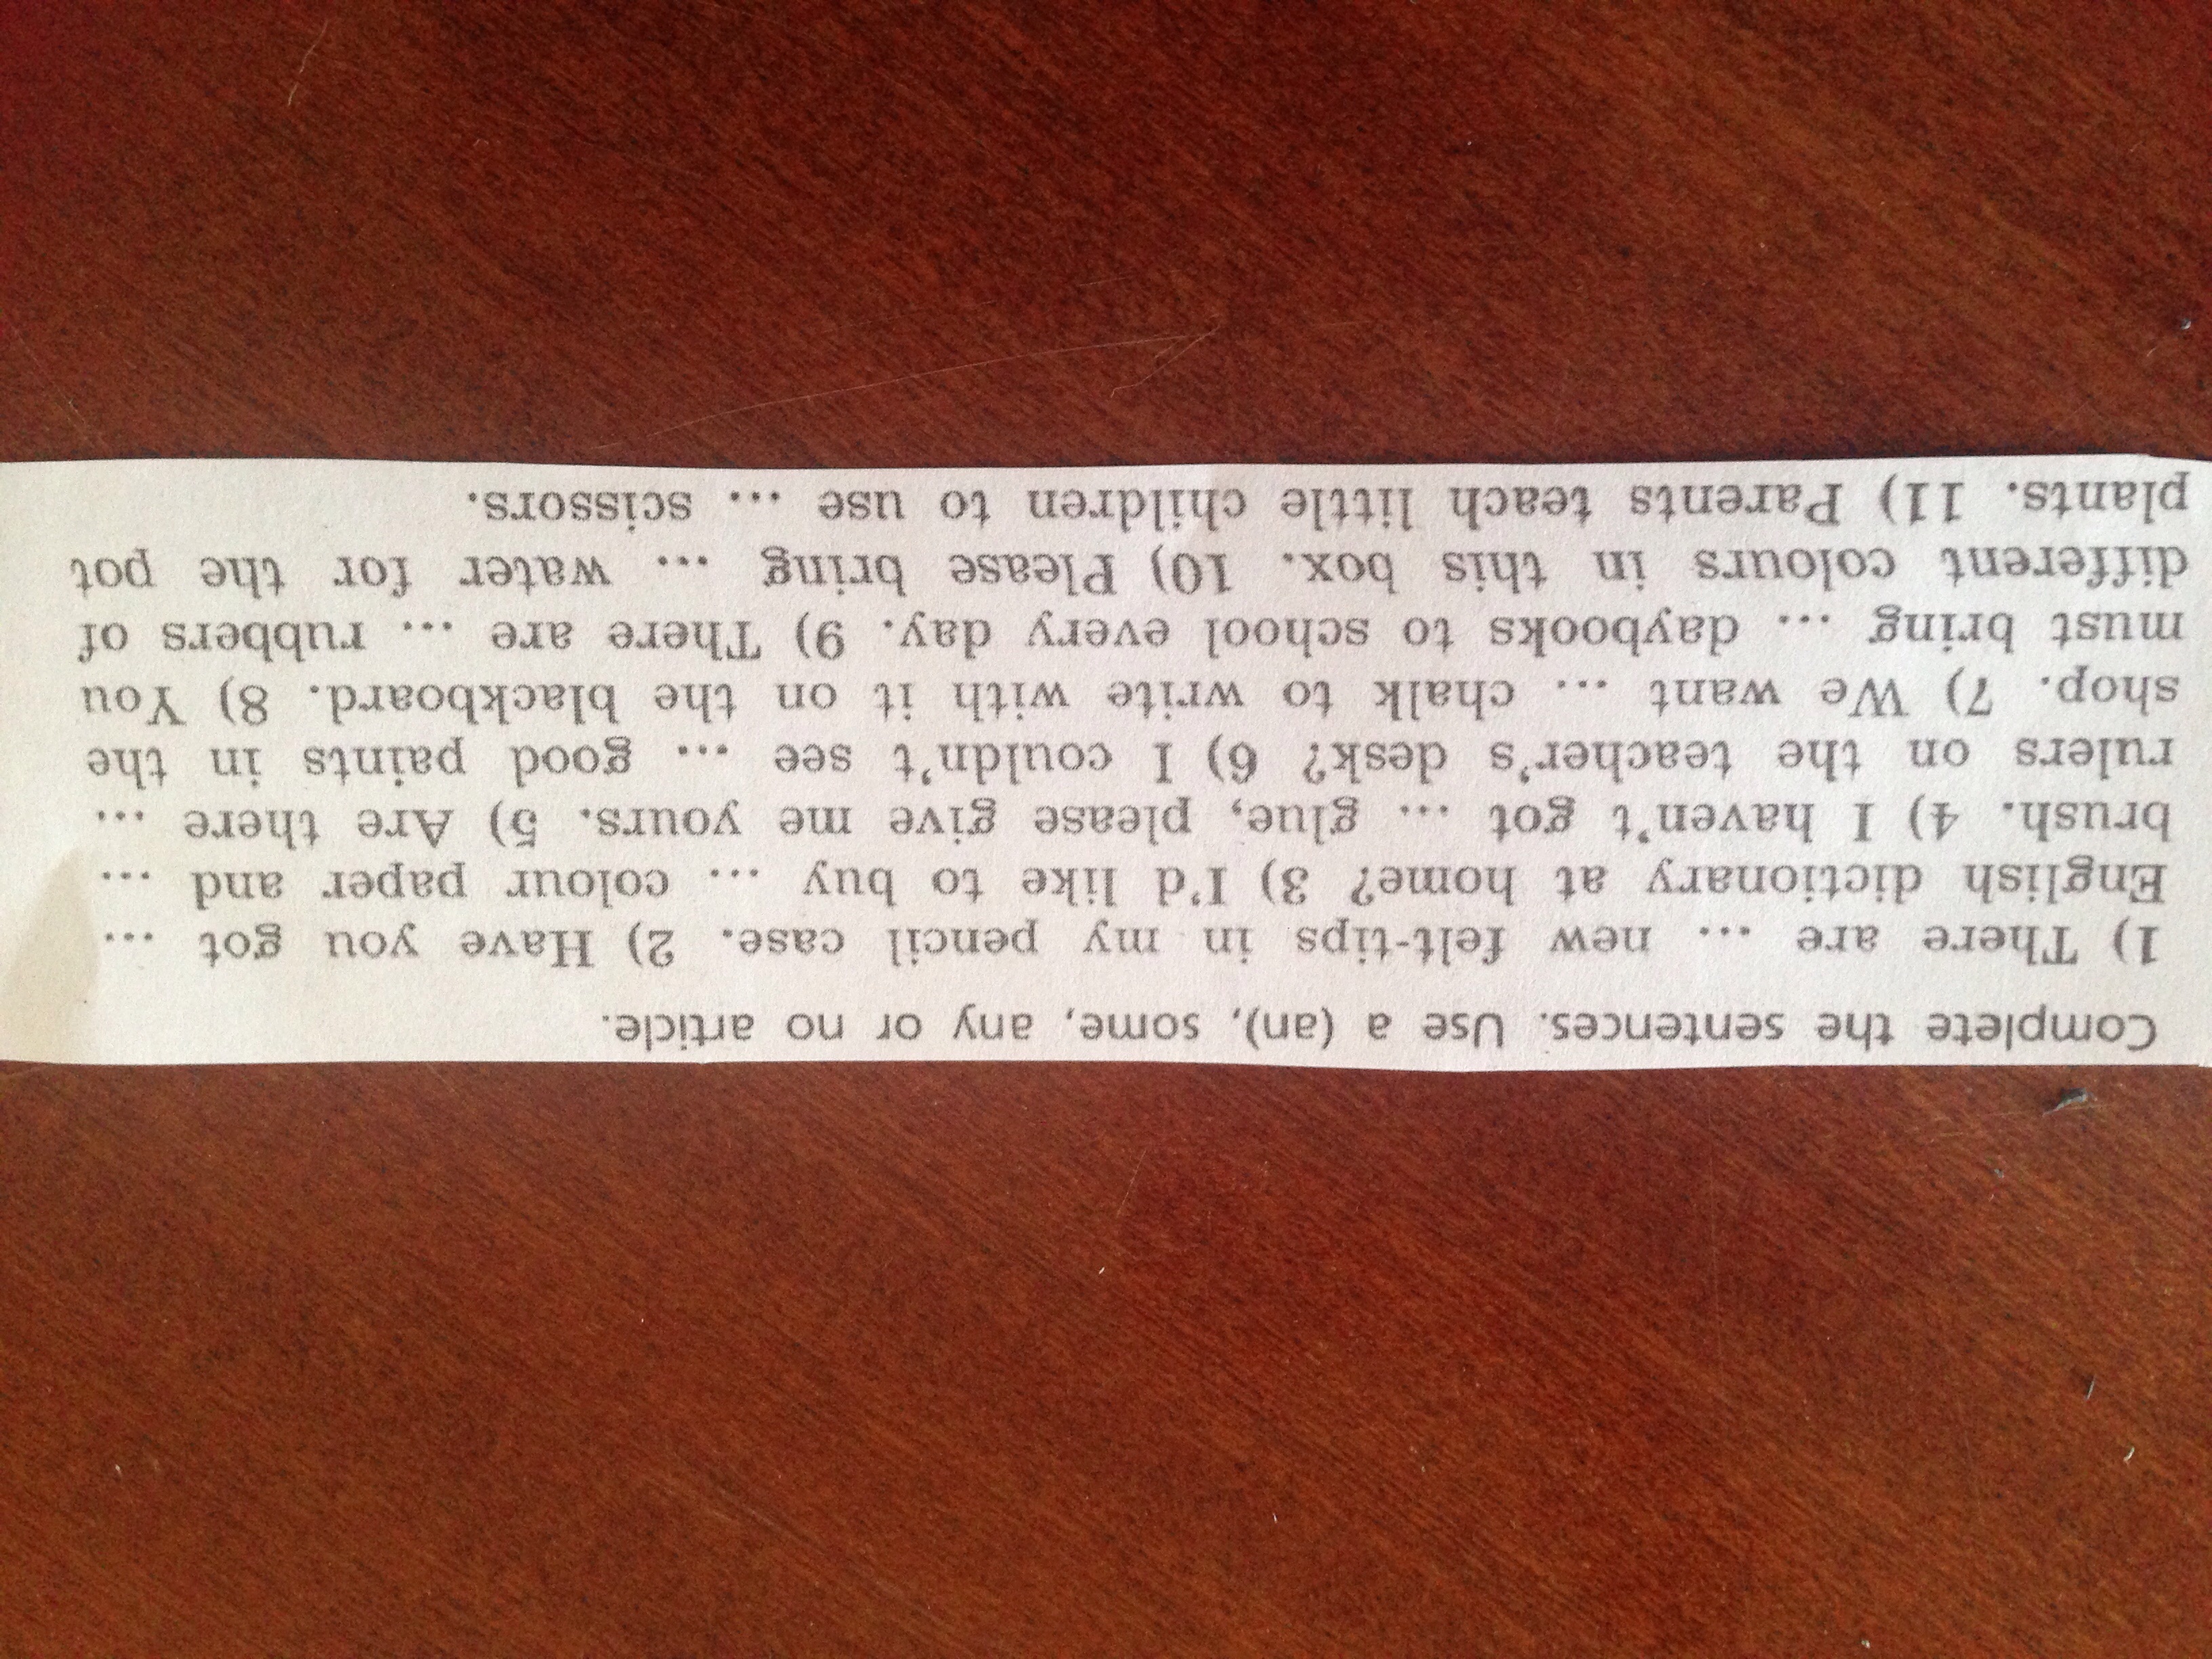 Complete the sentences. Use a (an), some, any or no article.
1) There are ... new felt-tips in my pencil case. 2) Have you got ...
English dictionary at home? 3) I'd like to buy ... colour paper and ...
brush. 4) I haven't got ... glue, please give me yours. 5) Are there ...
rulers on the teacher's desk? 6) I couldn't see ... good paints in the
shop. 7) We want ... chalk to write with it on the blackboard. 8) You
must bring ... daybooks to school every day. 9) There are ... rubbers of
different colours in this box. 10) Please bring ... water for the pot
plants. 11) Parents teach little children to use ... scissors.